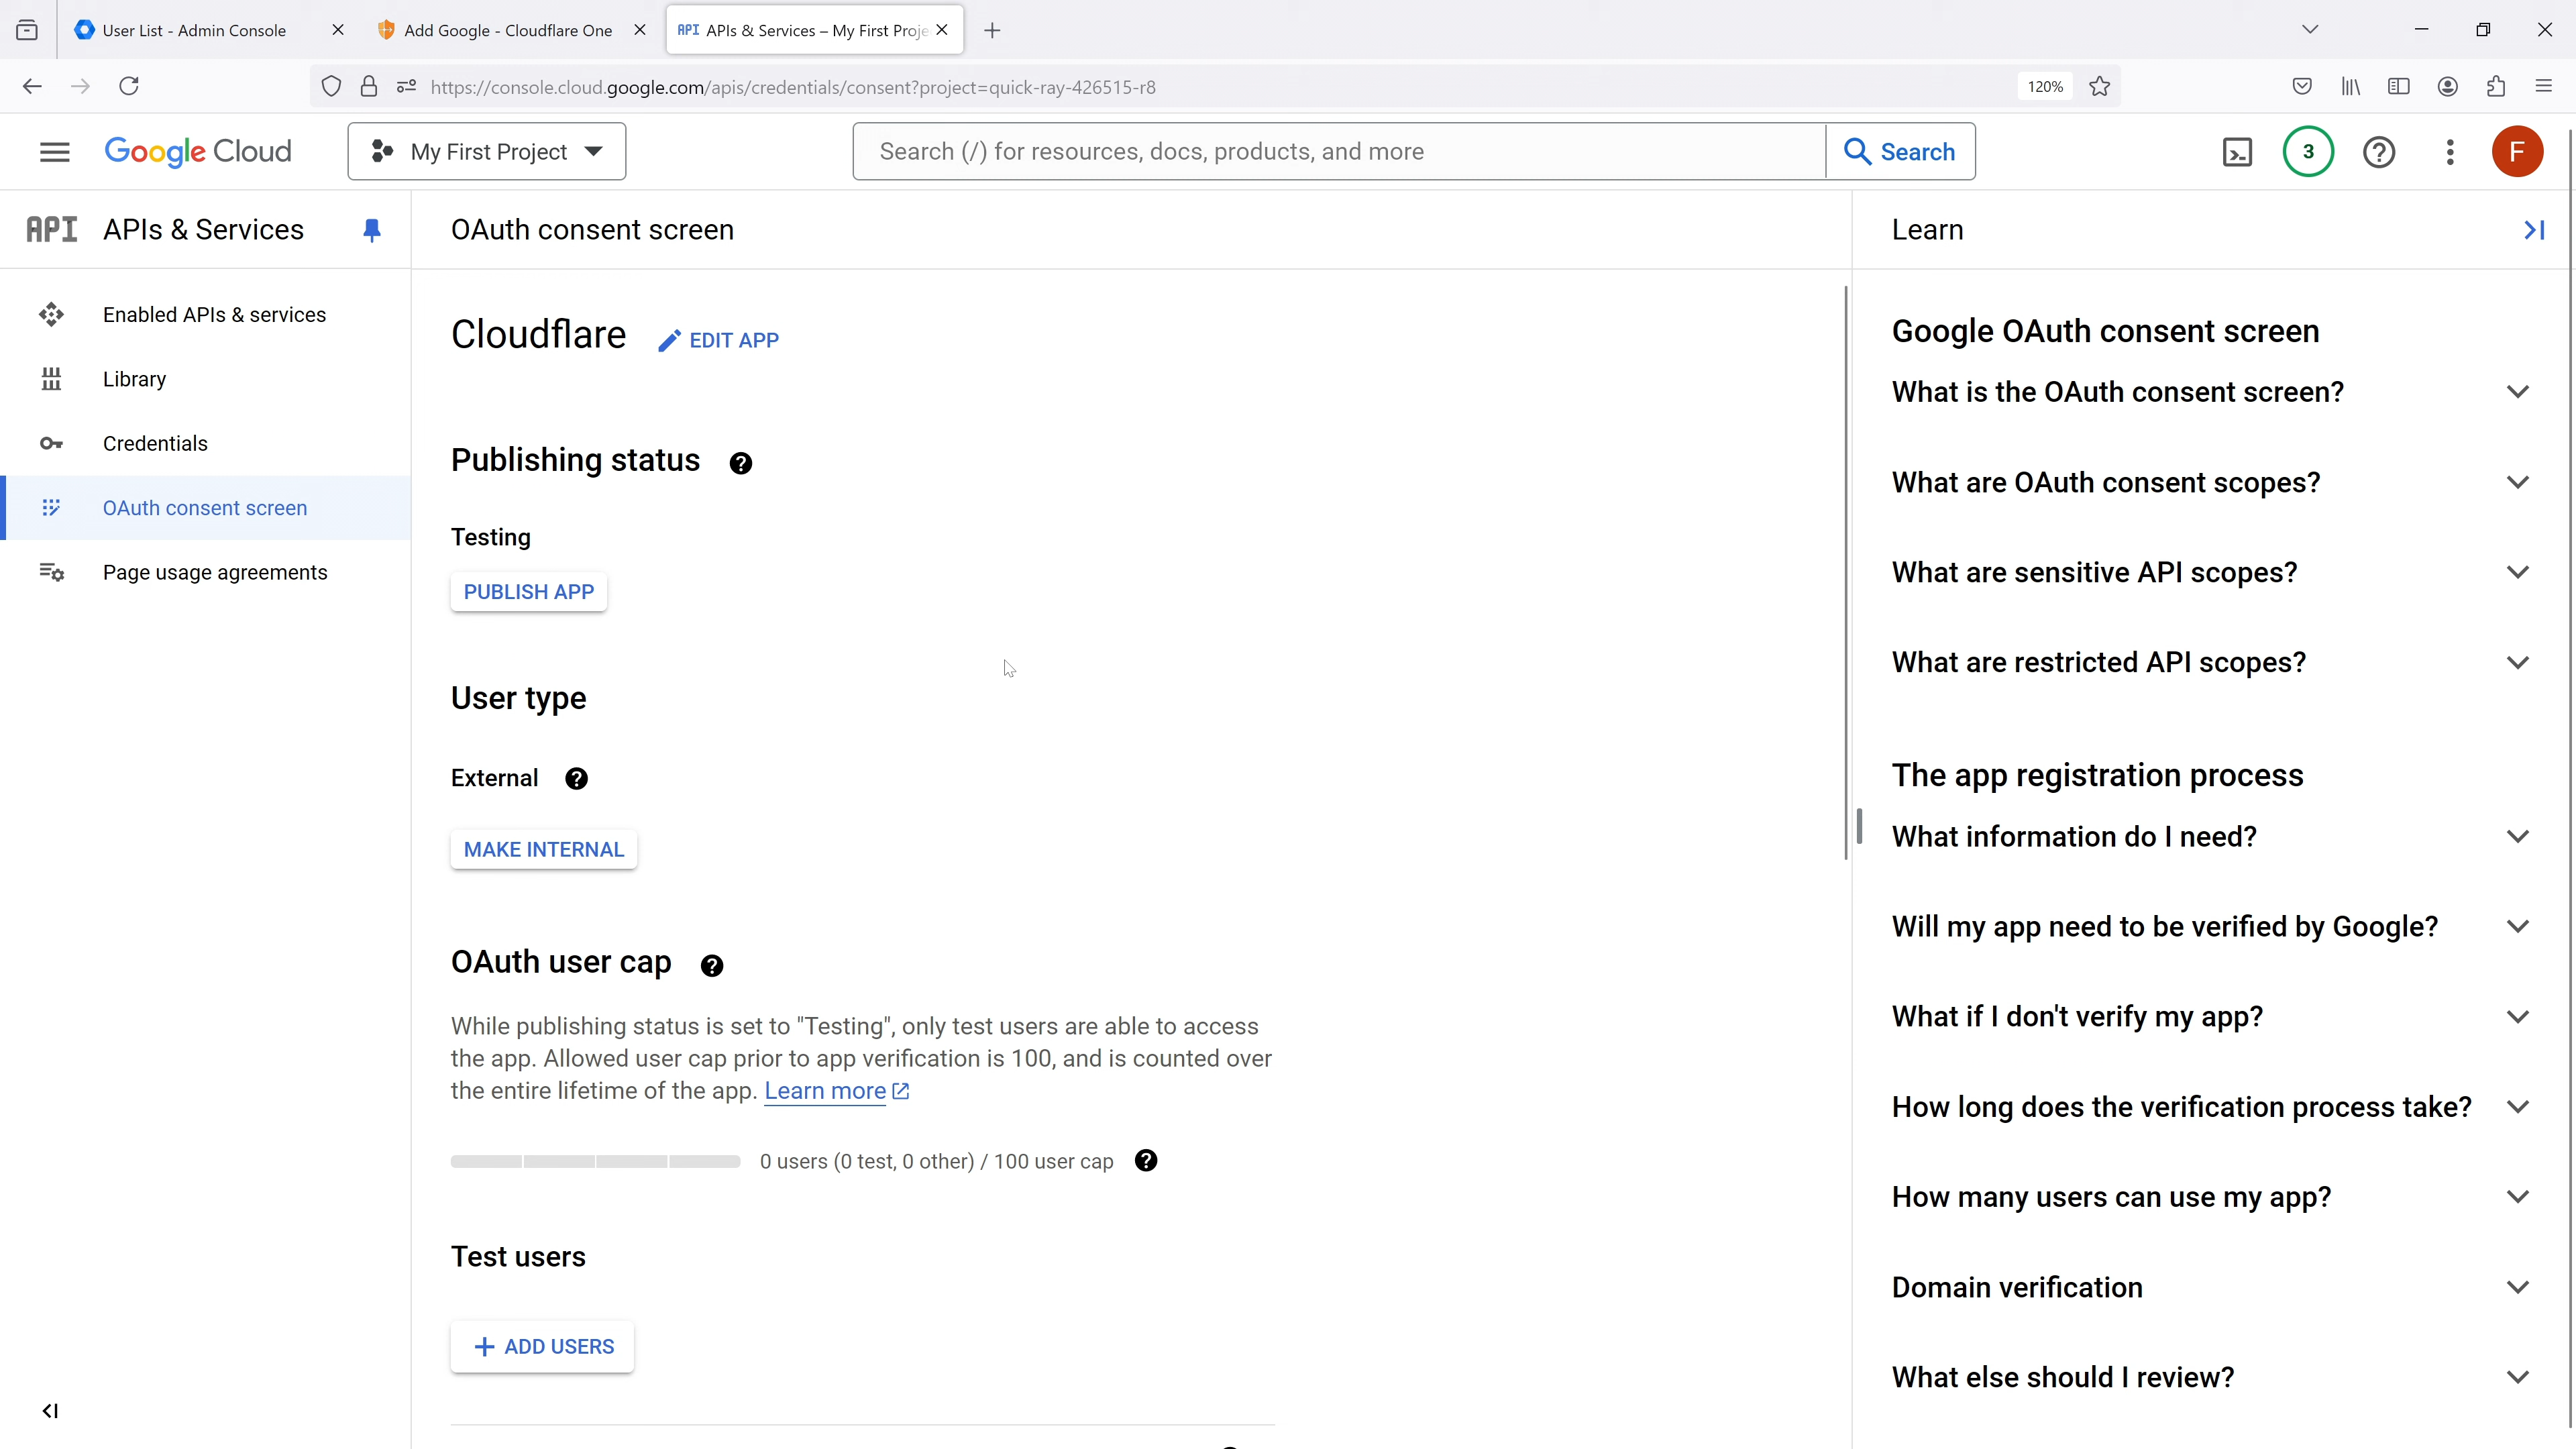 User List - Admin Console
Add Google - Cloudflare One
API APIs & Services – My First Proje
https://console.cloud.google.com/apis/credentials/consent?project=quick-ray-426515-r8
120%
Google Cloud
My First Project
Search (/) for resources, docs, products, and more
Search
3
F
API APIs & Services
OAuth consent screen
Learn
Enabled APIs & services
Library
Credentials
OAuth consent screen
Page usage agreements
Cloudflare
EDIT APP
Publishing status
Testing
PUBLISH APP
User type
External
MAKE INTERNAL
OAuth user cap
While publishing status is set to "Testing", only test users are able to access
the app. Allowed user cap prior to app verification is 100, and is counted over
the entire lifetime of the app. Learn more
0 users (0 test, 0 other) / 100 user cap
Test users
+ ADD USERS
Google OAuth consent screen
What is the OAuth consent screen?
What are OAuth consent scopes?
What are sensitive API scopes?
What are restricted API scopes?
The app registration process
What information do I need?
Will my app need to be verified by Google?
What if I don't verify my app?
How long does the verification process take?
How many users can use my app?
Domain verification
What else should I review?